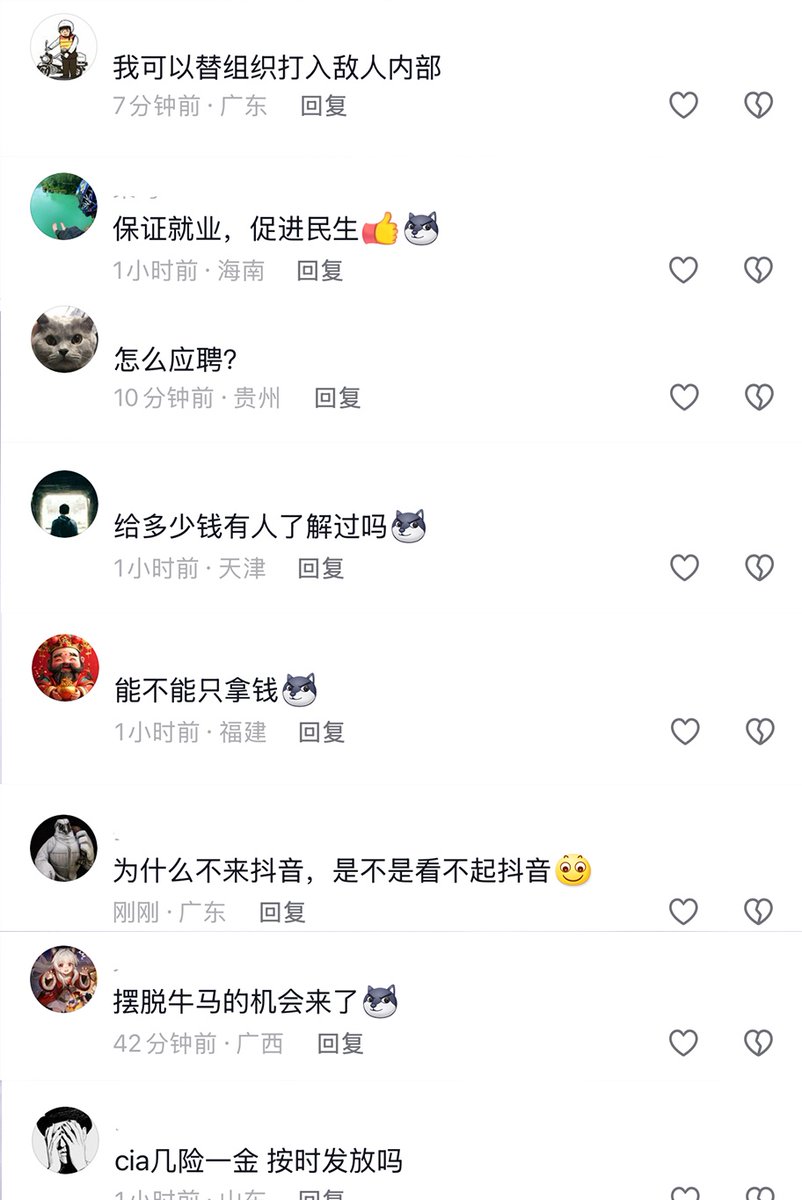 我可以替组织打入敌人内部
7分钟前 · 广东 回复
保证就业，促进民生
1小时前 · 海南 回复
怎么应聘?
10分钟前 · 贵州 回复
给多少钱有人了解过吗
1小时前 · 天津 回复
能不能只拿钱
1小时前 · 福建 回复
为什么不来抖音，是不是看不起抖音
刚刚 · 广东 回复
摆脱牛马的机会来了
42分钟前 · 广西 回复
cia几险一金 按时发放吗
1小时前 · 山东 回复